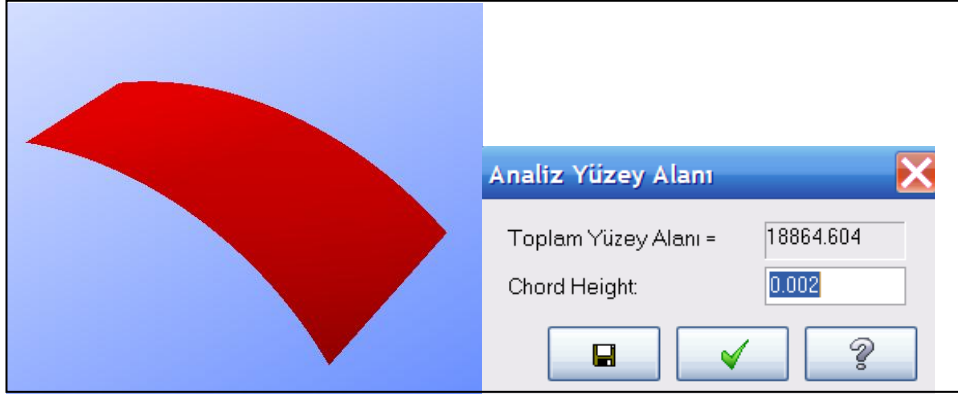 Analiz Yüzey Alanı
Toplam Yüzey Alanı = 18864.604
Chord Height: 0.002